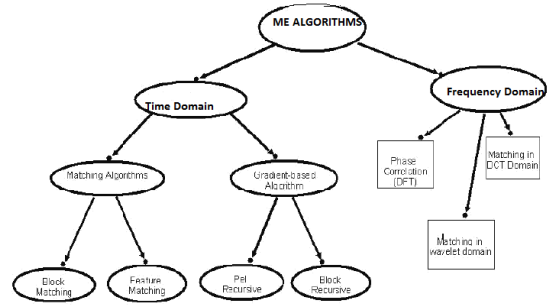 ME ALGORITHMS
Time Domain
Frequency Domain
Matching Algorithms
Gradient-based
Algorithm
Phase
Correlation
(DFT)
Matching in
DCT Domain
Matching in
wavelet domain
Block
Matching
Feature
Matching
Pel
Recursive
Block
Recursive